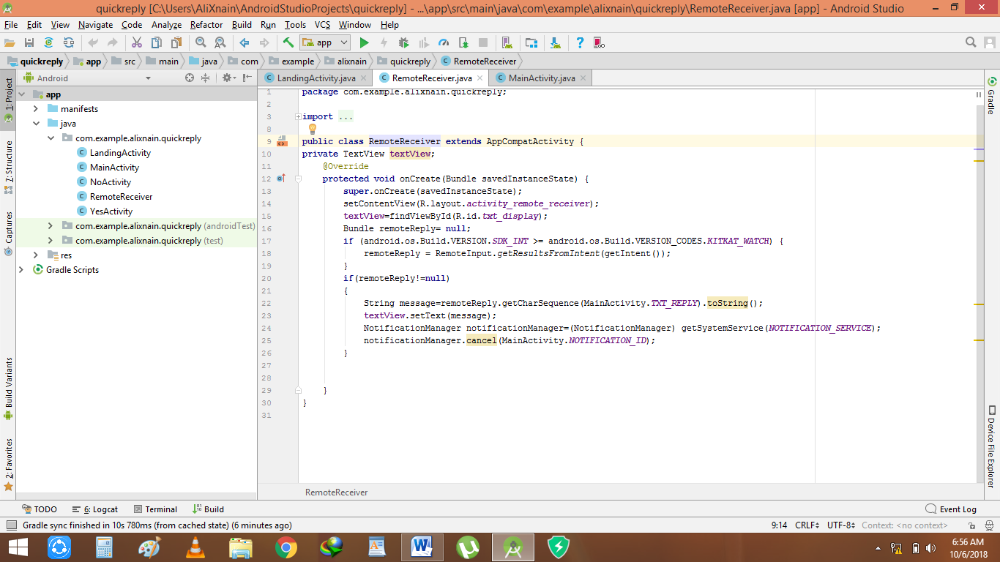 quickreply [C:\Users\AliXnain\AndroidStudioProjects\quickreply] - ...\app\src\main\java\com\example\alixnain\quickreply\RemoteReceiver.java [app] - Android Studio
File Edit View Navigate Code Analyze Refactor Build Run Tools VCS Window Help
app
quickreply app src main java com example alixnain quickreply RemoteReceiver
Android
LandingActivity.java RemoteReceiver.java MainActivity.java
1: Project
7: Structure
Captures
Build Variants
2: Favorites
app
manifests
java
com.example.alixnain.quickreply
LandingActivity
MainActivity
NoActivity
RemoteReceiver
YesActivity
com.example.alixnain.quickreply (androidTest)
com.example.alixnain.quickreply (test)
res
Gradle Scripts
1 package com.example.alixnain.quickreply;
2
3 import ...
8
9 public class RemoteReceiver extends AppCompatActivity {
10 private TextView textView;
11 @Override
12 protected void onCreate(Bundle savedInstanceState) {
13 super.onCreate(savedInstanceState);
14 setContentView(R.layout.activity_remote_receiver);
15 textView=findViewById(R.id.txt_display);
16 Bundle remoteReply= null;
17 if (android.os.Build.VERSION.SDK_INT >= android.os.Build.VERSION_CODES.KITKAT_WATCH) {
18 remoteReply = RemoteInput.getResultsFromIntent(getIntent());
19 }
20 if(remoteReply!=null)
21 {
22 String message=remoteReply.getCharSequence(MainActivity.TXT_REPLY).toString();
23 textView.setText(message);
24 NotificationManager notificationManager=(NotificationManager) getSystemService(NOTIFICATION_SERVICE);
25 notificationManager.cancel(MainActivity.NOTIFICATION_ID);
26 }
27
28
29 }
30 }
31
RemoteReceiver
Gradle
Device File Explorer
TODO 6: Logcat Terminal Build Event Log
Gradle sync finished in 10s 780ms (from cached state) (6 minutes ago) 9:14 CRLF UTF-8 Context: <no context>
6:56 AM
10/6/2018